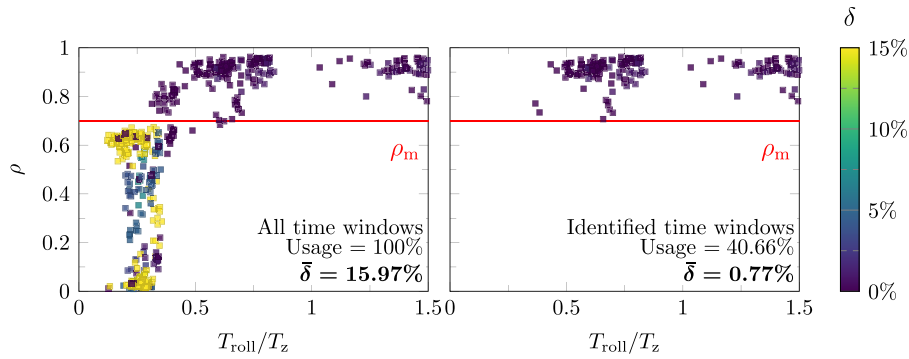 δ
1
0.8
0.6
0.4
0.2
0
ρ
ρm
All time windows
Usage = 100%
δ̄ = 15.97%
0.5
1
1.5
Troll/Tz
ρm
Identified time windows
Usage = 40.66%
δ̄ = 0.77%
0.5
1
1.5
Troll/Tz
15%
10%
5%
0%